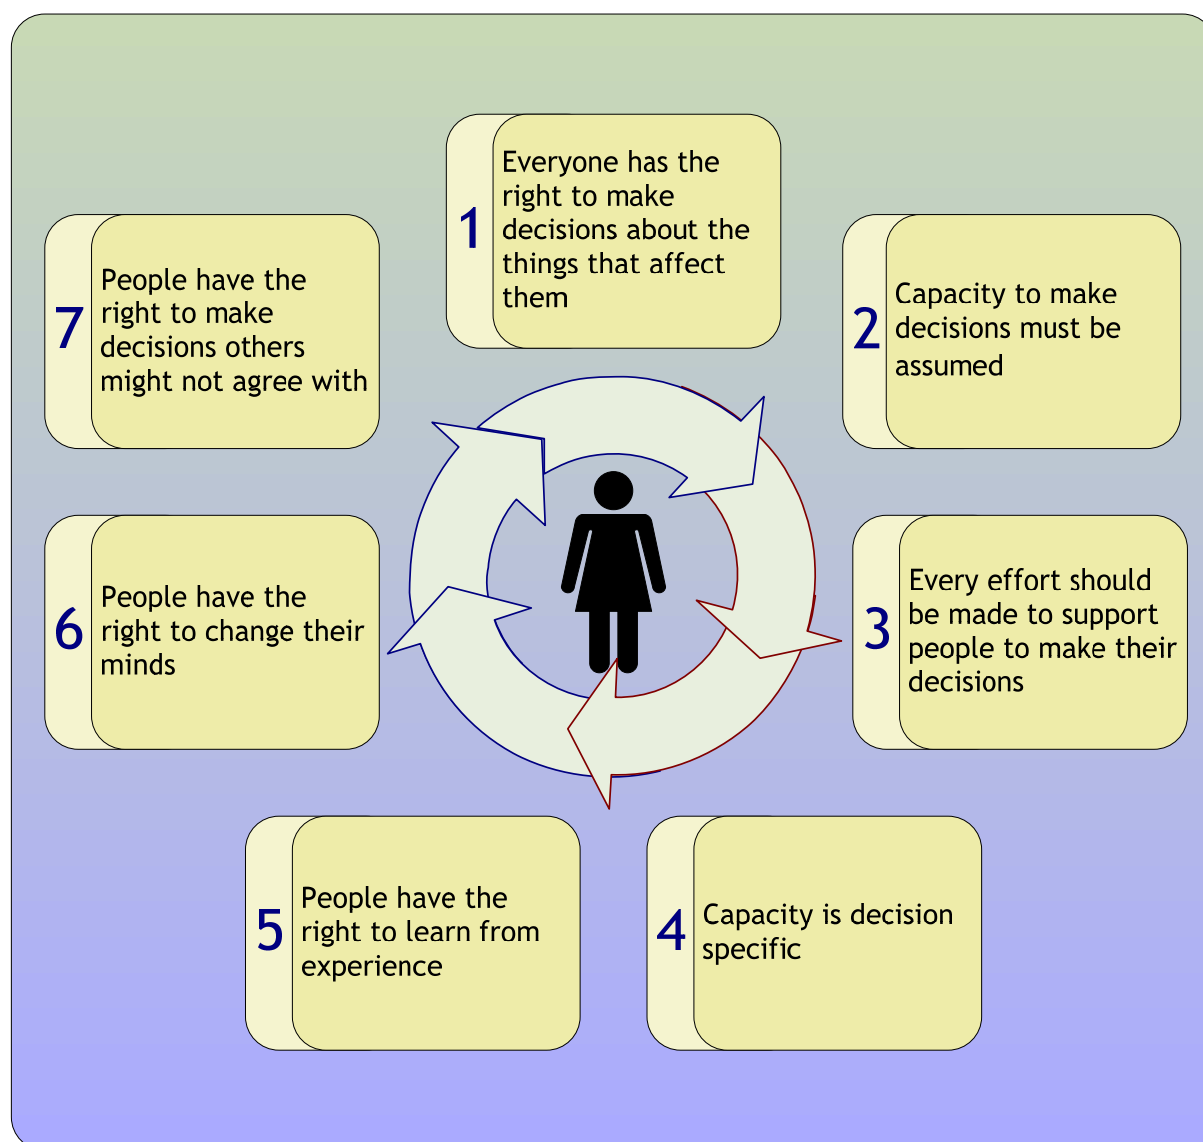 1
Everyone has the
right to make
decisions about the
things that affect
them
2
Capacity to make
decisions must be
assumed
3
Every effort should
be made to support
people to make their
decisions
4
Capacity is decision
specific
5
People have the
right to learn from
experience
6
People have the
right to change their
minds
7
People have the
right to make
decisions others
might not agree with